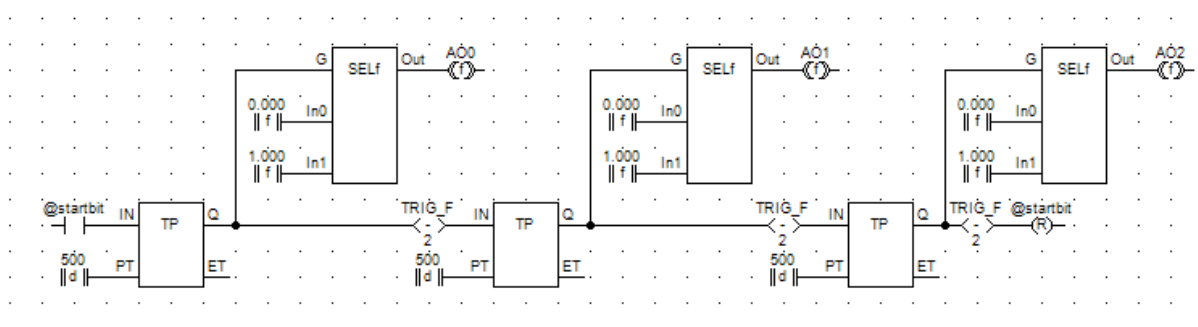 AO0 AO1 AO2
G SELf Out G SELf Out G SELf Out
0.000 In0 0.000 In0 0.000 In0
f f f
1.000 In1 1.000 In1 1.000 In1
f f f
@startbit IN TP Q TRIG_F IN TP Q TRIG_F IN TP Q TRIG_F @startbit
2 2 2 R
500 PT ET 500 PT ET 500 PT ET
d d d